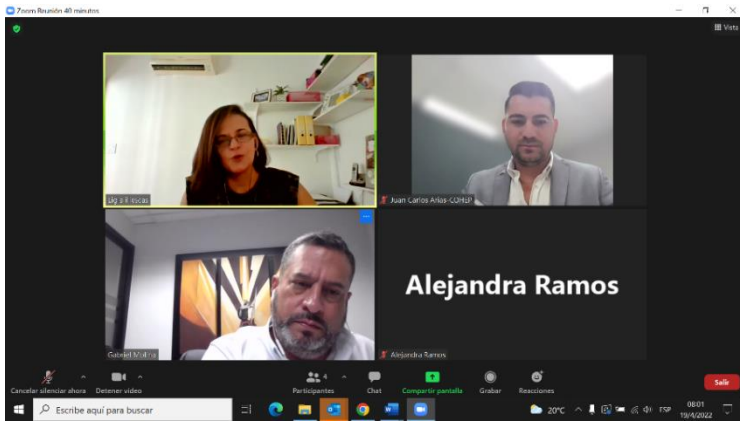 Zoom Reunión 40 minutos
Vista
Juan Carlos Arias-COHEP
Gabriel Molina
Alejandra Ramos
Alejandra Ramos
Cancelar silenciar ahora
Detener video
4
Participantes
Chat
Compartir pantalla
Grabar
Reacciones
Salir
Escribe aquí para buscar
20°C
ESP
08:01
19/4/2022